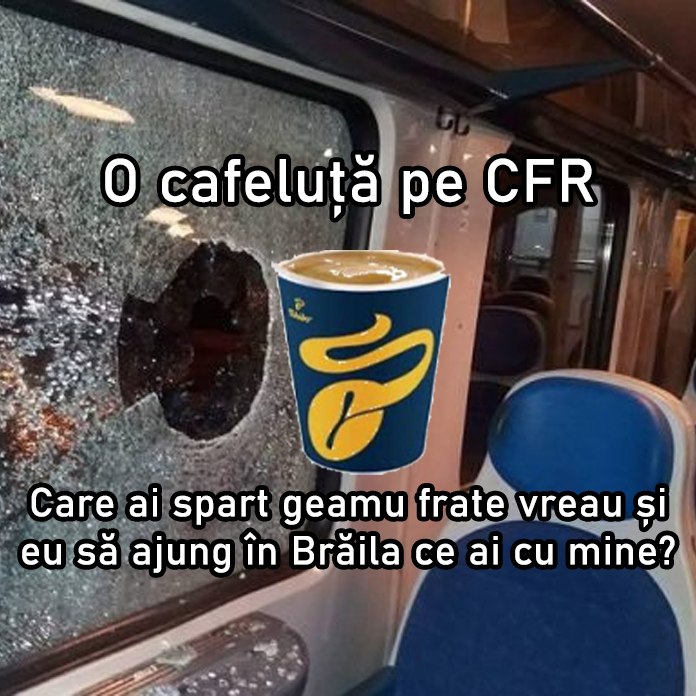 O cafeluță pe CFR
Tchibo
Care ai spart geamu frate vreau și
eu să ajung în Brăila ce ai cu mine?